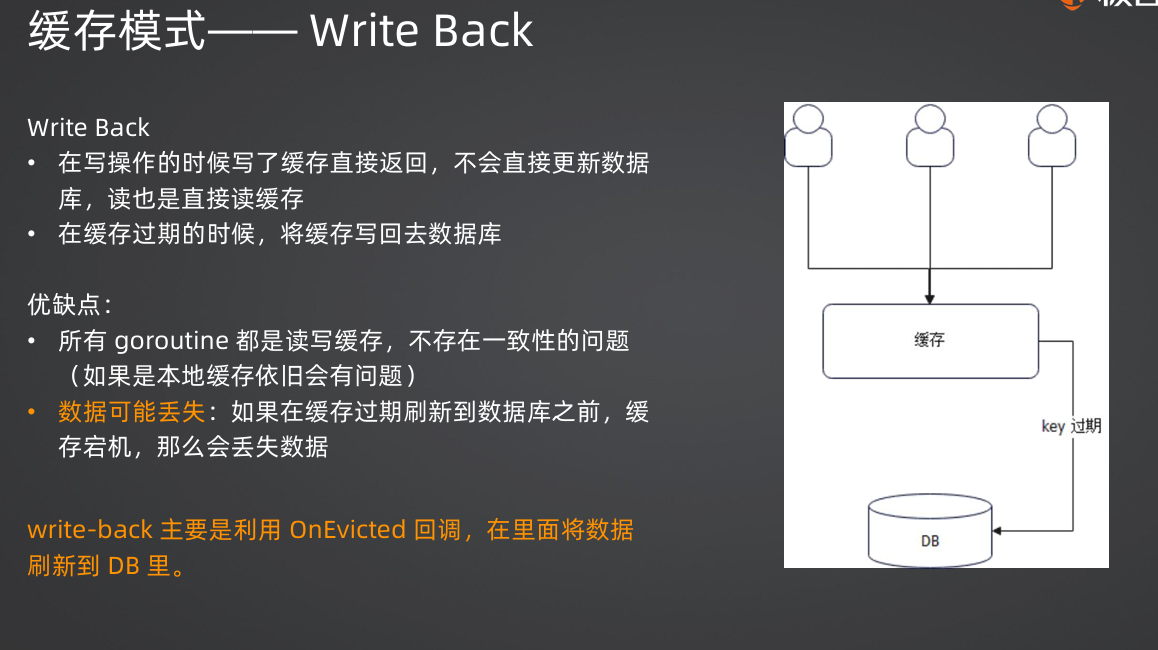 缓存模式—— Write Back
Write Back
• 在写操作的时候写了缓存直接返回，不会直接更新数据
库，读也是直接读缓存
• 在缓存过期的时候，将缓存写回去数据库
优缺点：
• 所有 goroutine 都是读写缓存，不存在一致性的问题
（如果是本地缓存依旧会有问题）
• 数据可能丢失：如果在缓存过期刷新到数据库之前，缓
存宕机，那么会丢失数据
write-back 主要是利用 OnEvicted 回调，在里面将数据
刷新到 DB 里。
缓存
key 过期
DB